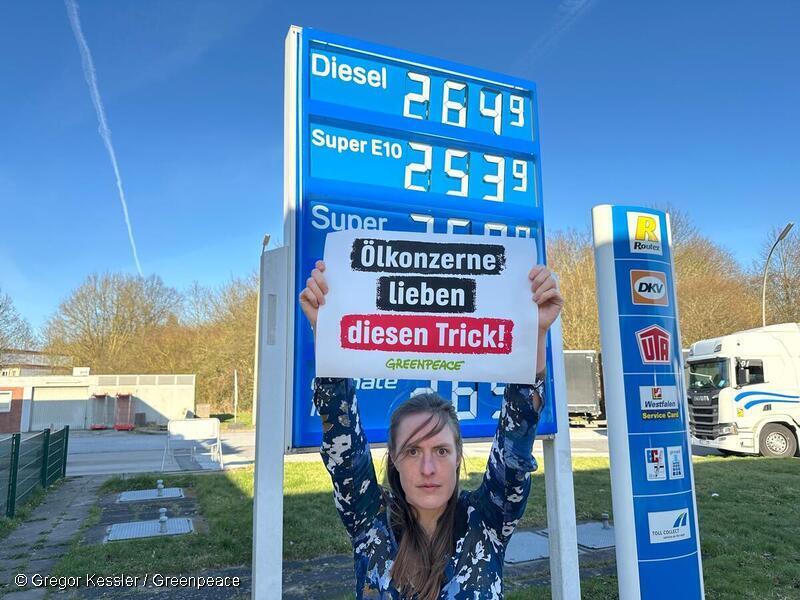 Diesel 2649
Super E10 2539
Super
Ölkonzerne
lieben
diesen Trick!
GREENPEACE
R
Routex
DKV
UTA
Westfalen
Service Card
TOLL COLLECT
© Gregor Kessler / Greenpeace